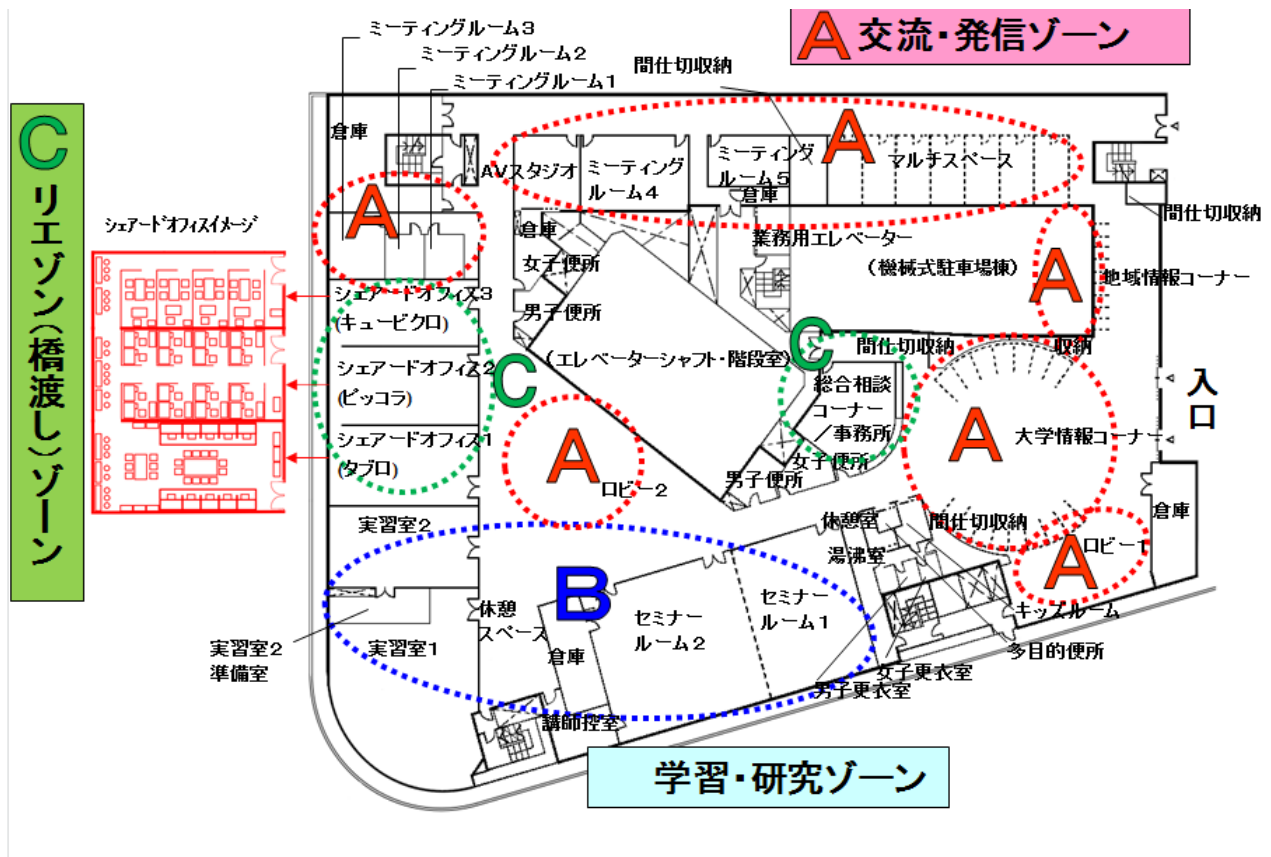 A 交流・発信ゾーン
C リエゾン(橋渡し)ゾーン
ミーティングルーム3
ミーティングルーム2
ミーティングルーム1
間仕切収納
倉庫
A
AVスタジオ
ミーティング
ルーム4
ミーティング
ルーム5
倉庫
A
マルチスペース
間仕切収納
A
倉庫
女子便所
男子便所
業務用エレベーター
(機械式駐車場棟)
A
地域情報コーナー
シェアードオフィスイメージ
シェアードオフィス3
(キュービクロ)
シェアードオフィス2
(ピッコラ)
シェアードオフィス1
(タブロ)
C
(エレベーターシャフト・階段室)
C
間仕切収納
収納
総合相談
コーナー
/事務所
女子便所
男子便所
A
大学情報コーナー
入口
A
ロビー2
実習室2
休憩室
間仕切収納
湯沸室
A
ロビー1
倉庫
B
セミナー
ルーム2
セミナー
ルーム1
休憩
スペース
倉庫
キッズルーム
多目的便所
女子更衣室
男子更衣室
実習室2
準備室
実習室1
講師控室
学習・研究ゾーン